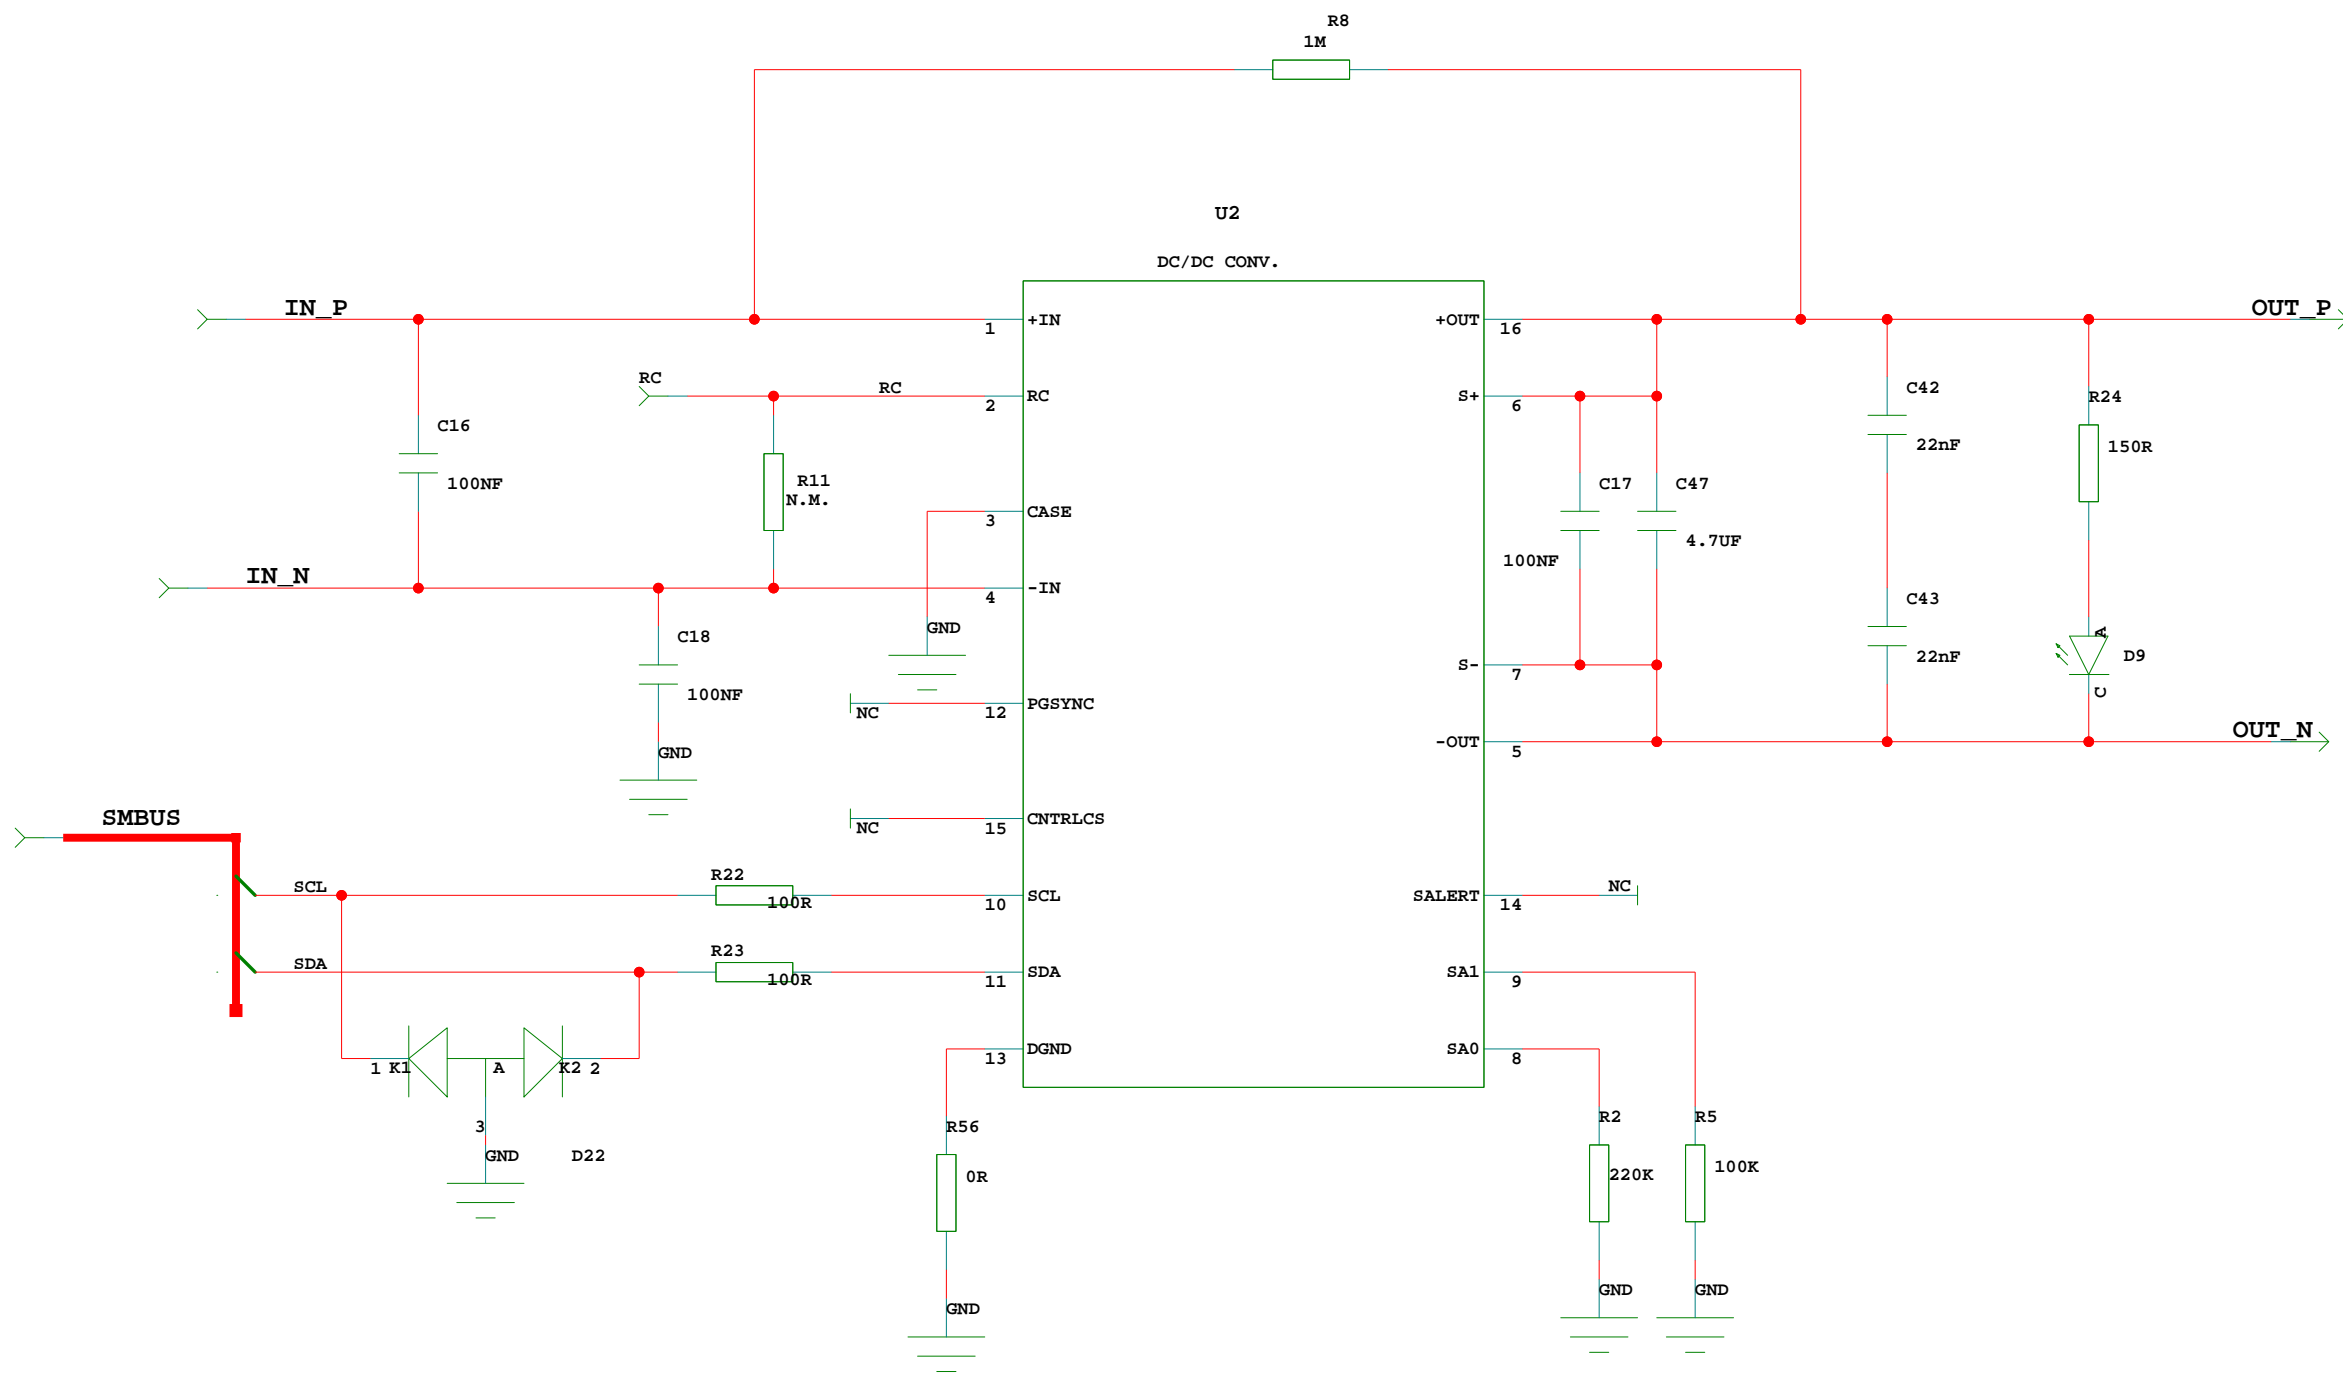 R8
1M
U2
DC/DC CONV.
IN_P
OUT_P
1 +IN
+OUT 16
RC
RC
2 RC
S+ 6
C42
22nF
R24
150R
C16
100NF
R11
N.M.
3 CASE
C17
100NF
C47
4.7UF
IN_N
4 -IN
C43
22nF
GND
C18
100NF
A
D9
C
S- 7
NC
12 PGSYNC
-OUT 5
OUT_N
GND
SMBUS
NC
15 CNTRLCS
SCL
R22
100R
10 SCL
SALERT 14
NC
SDA
R23
100R
11 SDA
SA1 9
13 DGND
SA0 8
1 K1 A K2 2
3
GND
D22
R56
0R
GND
R2
220K
GND
R5
100K
GND